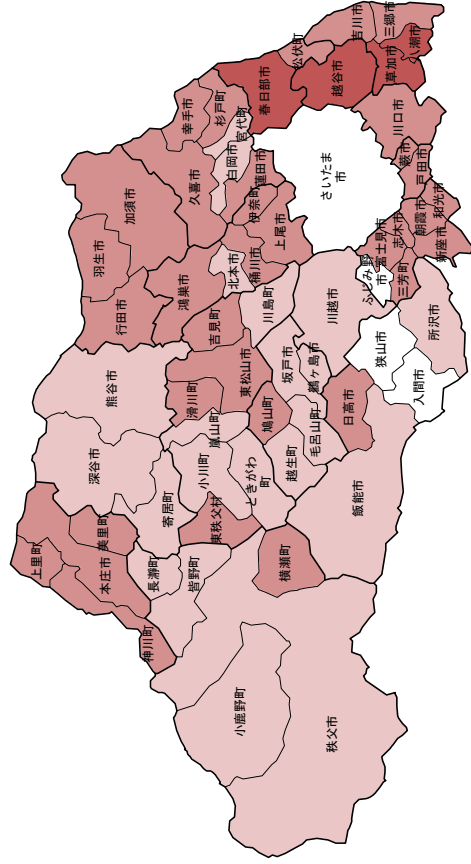 上里町
神川町
本庄市
美里町
深谷市
熊谷市
寄居町
長瀞町
皆野町
小鹿野町
秩父市
横瀬町
東秩父村
小川町
嵐山町
ときがわ
町
滑川町
吉見町
東松山市
鳩山町
越生町
毛呂山町
坂戸市
鶴ヶ島市
日高市
飯能市
川島町
川越市
狭山市
入間市
所沢市
ふじみ野
市
三芳町
富士見市
志木市
新座市
朝霞市
和光市
行田市
羽生市
加須市
鴻巣市
北本市
桶川市
上尾市
伊奈町
蓮田市
久喜市
幸手市
杉戸町
宮代町
白岡市
春日部市
さいたま
市
松伏町
越谷市
吉川市
三郷市
八潮市
草加市
川口市
蕨市
戸田市